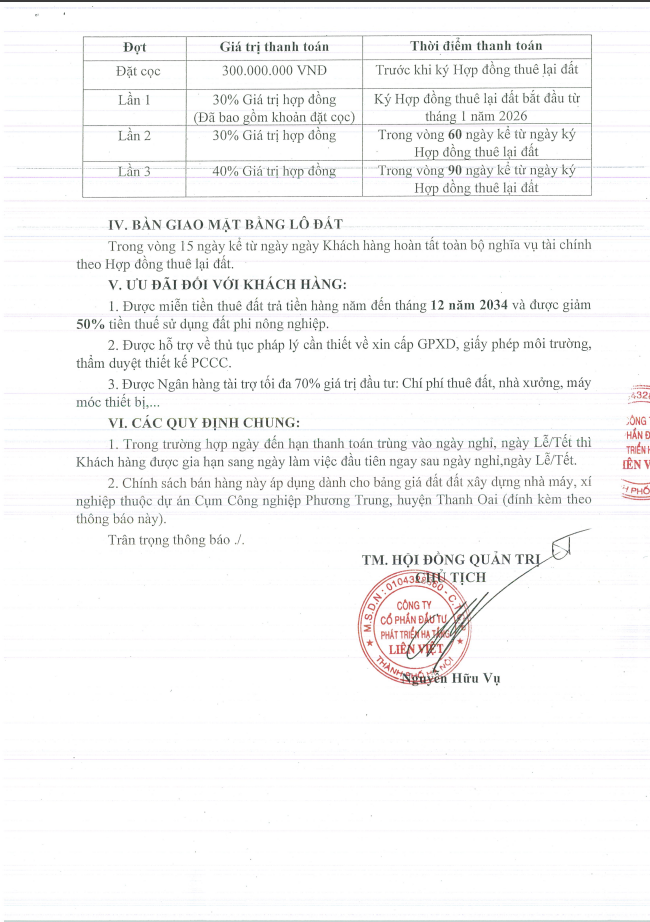 Đợt Giá trị thanh toán Thời điểm thanh toán
Đặt cọc 300.000.000 VNĐ Trước khi ký Hợp đồng thuê lại đất
Lần 1 30% Giá trị hợp đồng Ký Hợp đồng thuê lại đất bắt đầu từ
(Đã bao gồm khoản đặt cọc) tháng 1 năm 2026
Lần 2 30% Giá trị hợp đồng Trong vòng 60 ngày kể từ ngày ký
Hợp đồng thuê lại đất
Lần 3 40% Giá trị hợp đồng Trong vòng 90 ngày kể từ ngày ký
Hợp đồng thuê lại đất
IV. BÀN GIAO MẶT BẰNG LÔ ĐẤT
Trong vòng 15 ngày kể từ ngày ngày Khách hàng hoàn tất toàn bộ nghĩa vụ tài chính
theo Hợp đồng thuê lại đất.
V. ƯU ĐÃI ĐỐI VỚI KHÁCH HÀNG:
1. Được miễn tiền thuê đất trả tiền hàng năm đến tháng 12 năm 2034 và được giảm
50% tiền thuế sử dụng đất phi nông nghiệp.
2. Được hỗ trợ về thủ tục pháp lý cần thiết về xin cấp GPXD, giấy phép môi trường,
thẩm duyệt thiết kế PCCC.
3. Được Ngân hàng tài trợ tối đa 70% giá trị đầu tư: Chí phí thuê đất, nhà xưởng, máy
móc thiết bị,...
VI. CÁC QUY ĐỊNH CHUNG:
1. Trong trường hợp ngày đến hạn thanh toán trùng vào ngày nghỉ, ngày Lễ/Tết thì
Khách hàng được gia hạn sang ngày làm việc đầu tiên ngay sau ngày nghỉ,ngày Lễ/Tết.
2. Chính sách bán hàng này áp dụng dành cho bảng giá đất đất xây dựng nhà máy, xí
nghiệp thuộc dự án Cụm Công nghiệp Phương Trung, huyện Thanh Oai (đính kèm theo
thông báo này).
Trân trọng thông báo ./.
TM. HỘI ĐỒNG QUẢN TRỊ
CHỦ TỊCH
CÔNG TY
CỔ PHẦN ĐẦU TƯ
PHÁT TRIỂN HẠ TẦNG
LIÊN VIỆT
THÀNH PHỐ HÀ NỘI
Nguyễn Hữu Vụ